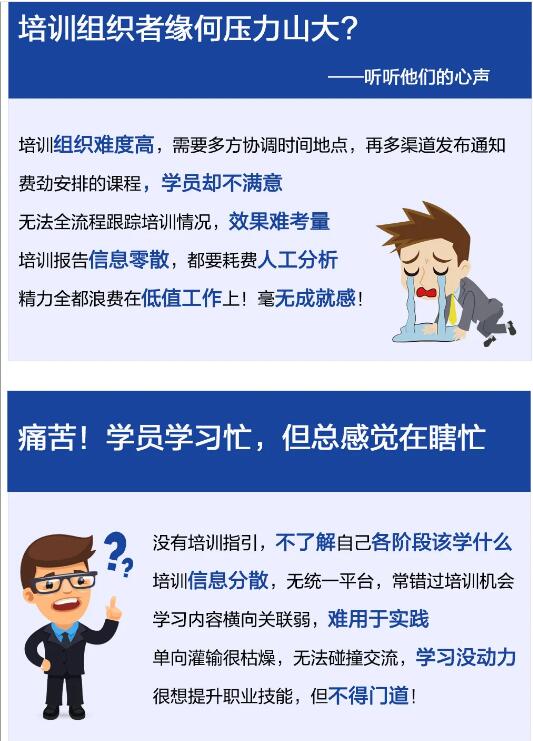 培训组织者缘何压力山大？
——听听他们的心声
培训组织难度高，需要多方协调时间地点，再多渠道发布通知
费劲安排的课程，学员却不满意
无法全流程跟踪培训情况，效果难考量
培训报告信息零散，都要耗费人工分析
精力全都浪费在低值工作上！毫无成就感！
痛苦！学员学习忙，但总感觉在瞎忙
??
没有培训指引，不了解自己各阶段该学什么
培训信息分散，无统一平台，常错过培训机会
学习内容横向关联弱，难用于实践
单向灌输很枯燥，无法碰撞交流，学习没动力
很想提升职业技能，但不得门道！